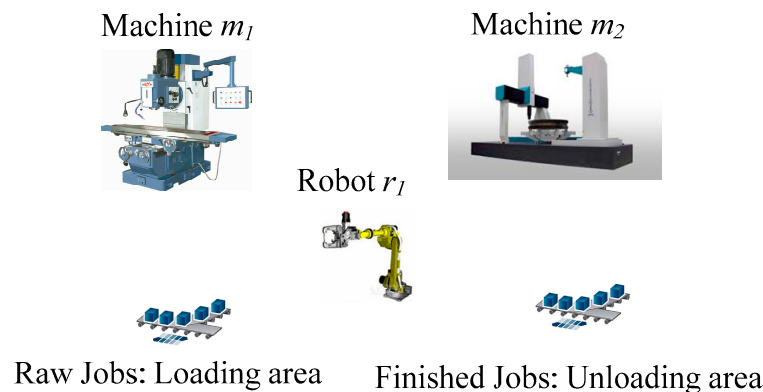 Machine m1
Machine m2
Robot r1
Raw Jobs: Loading area
Finished Jobs: Unloading area